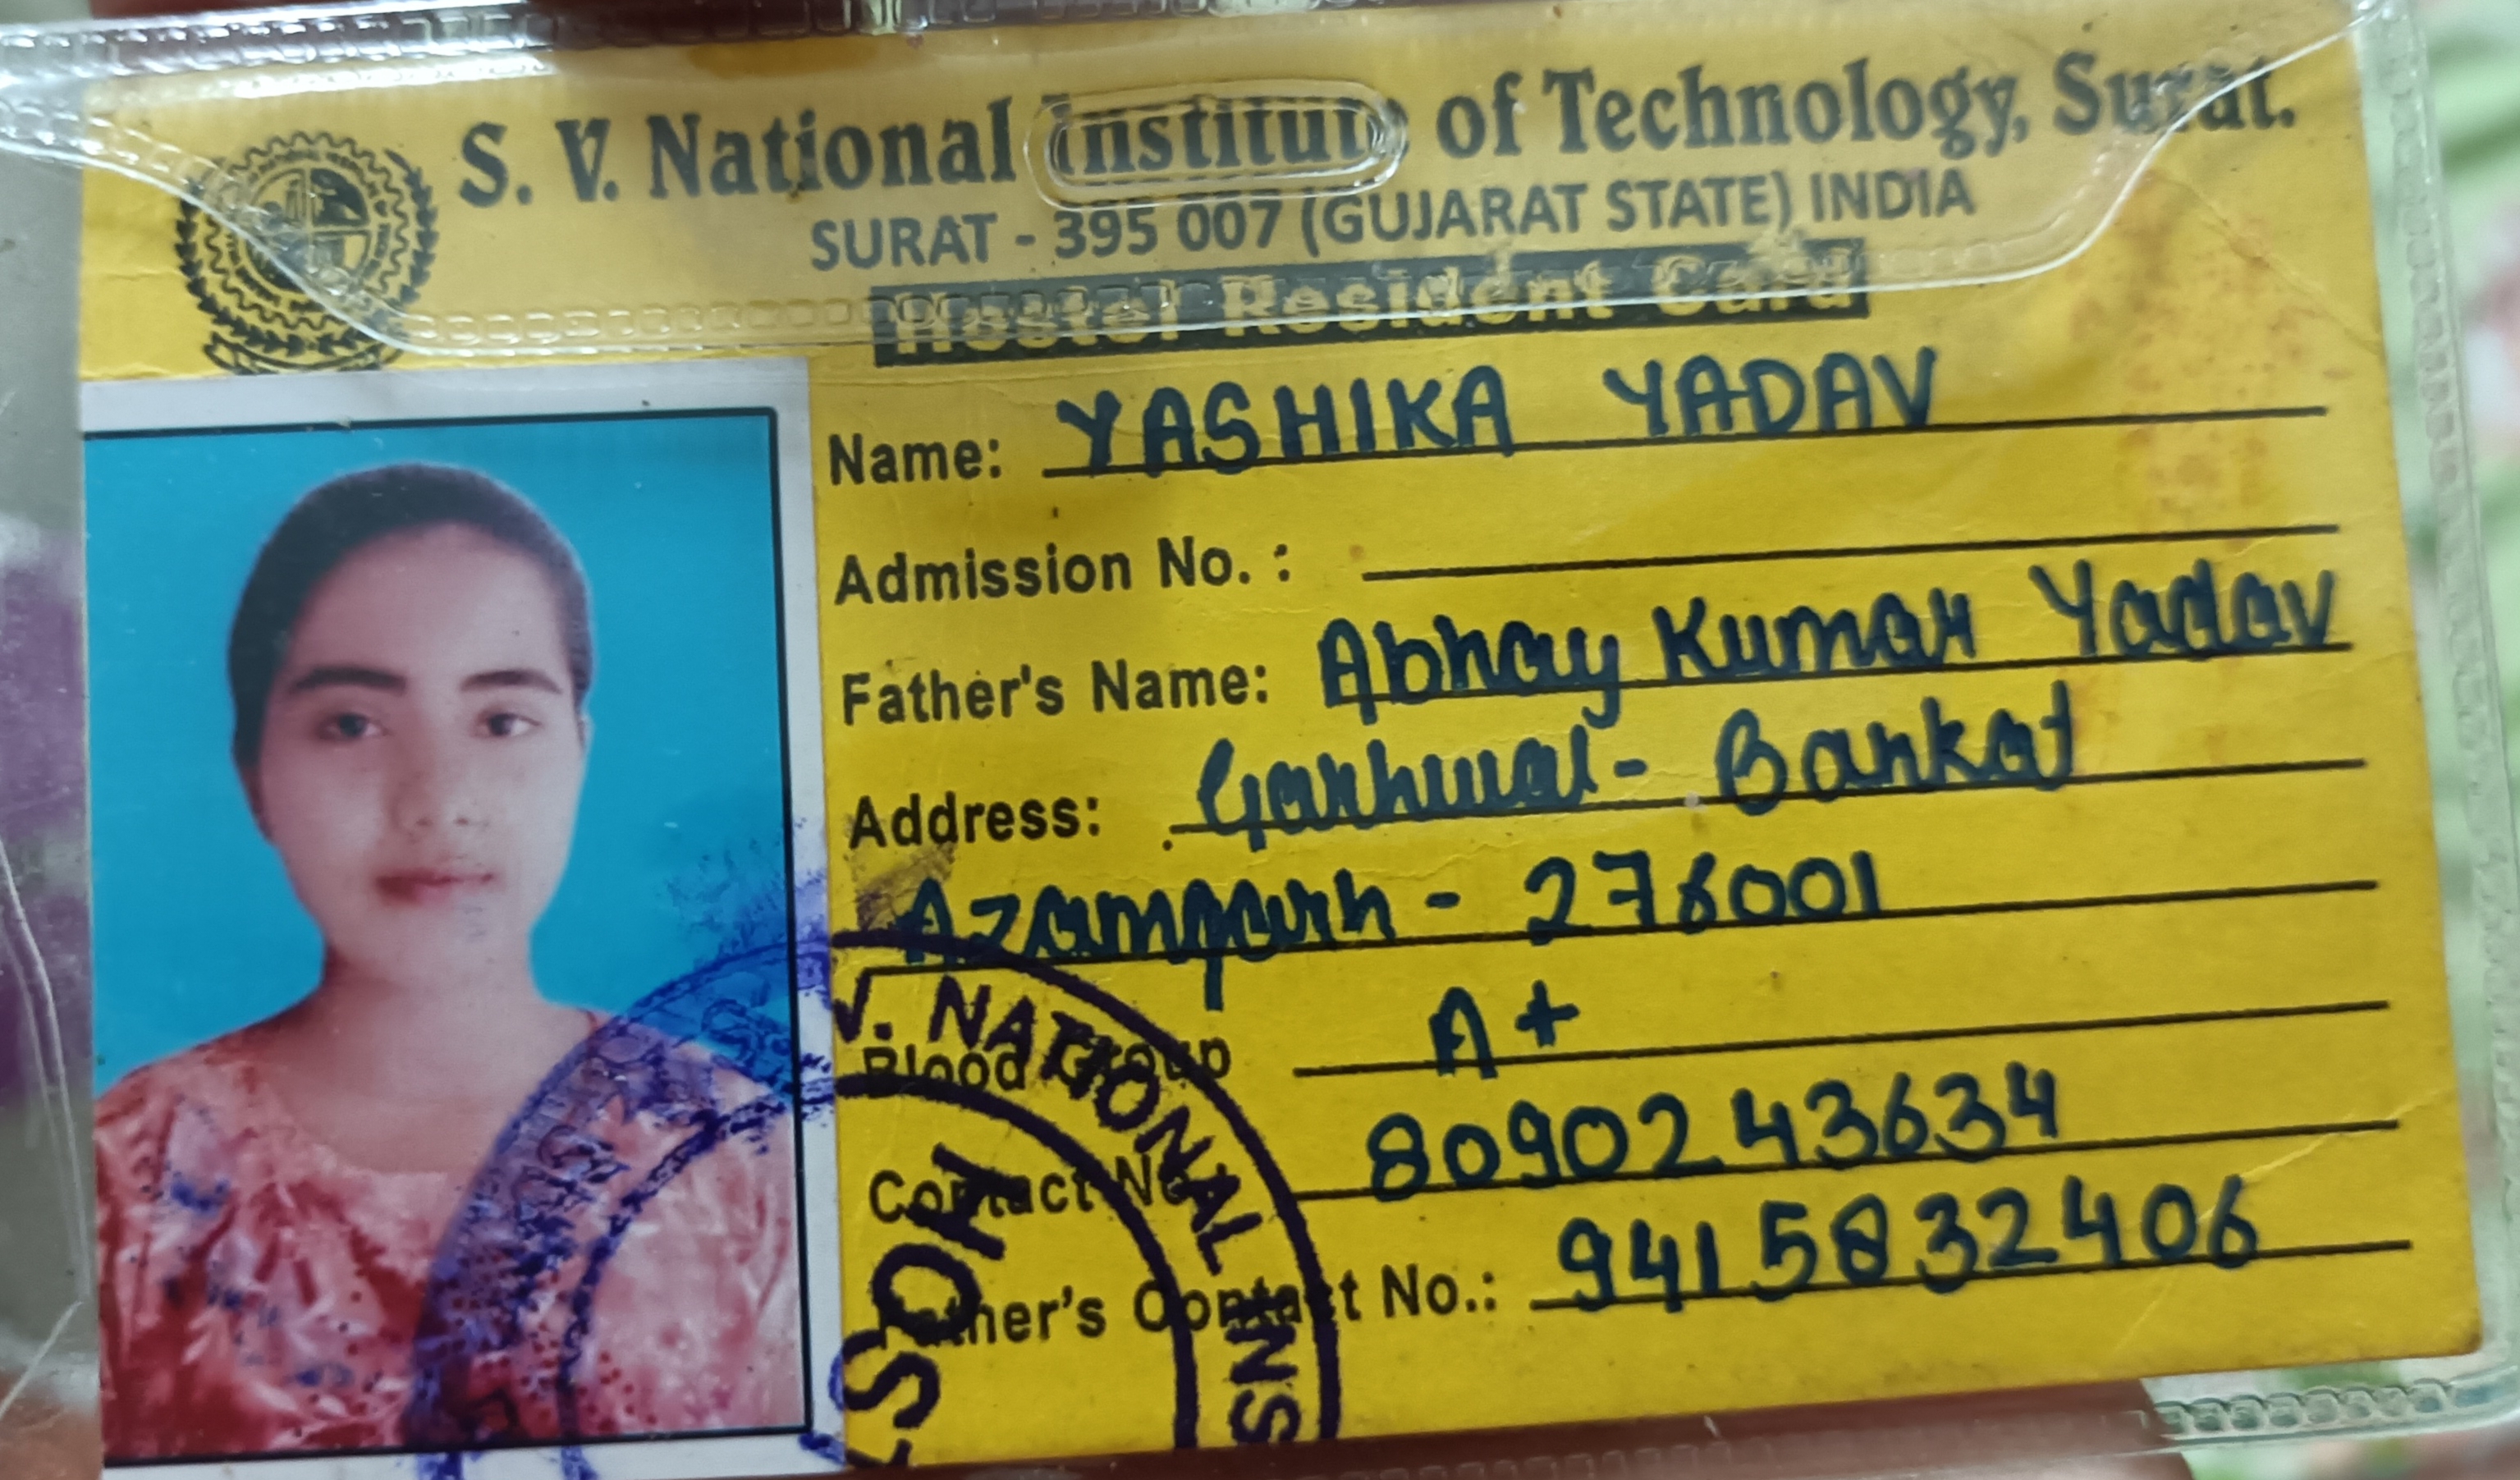 S. V. National Institute of Technology, Surat.
SURAT - 395 007 (GUJARAT STATE) INDIA
Hostel Resident Card
Name: YASHIKA YADAV
Admission No. :
Father's Name: Abhay Kumar Yadav
Address: Garhwal - Bankat
Azamgarh - 276001
Blood Group A+
Contact No 8090243634
Father's Contact No.: 9415832406
V. NATIONAL INS
HOS